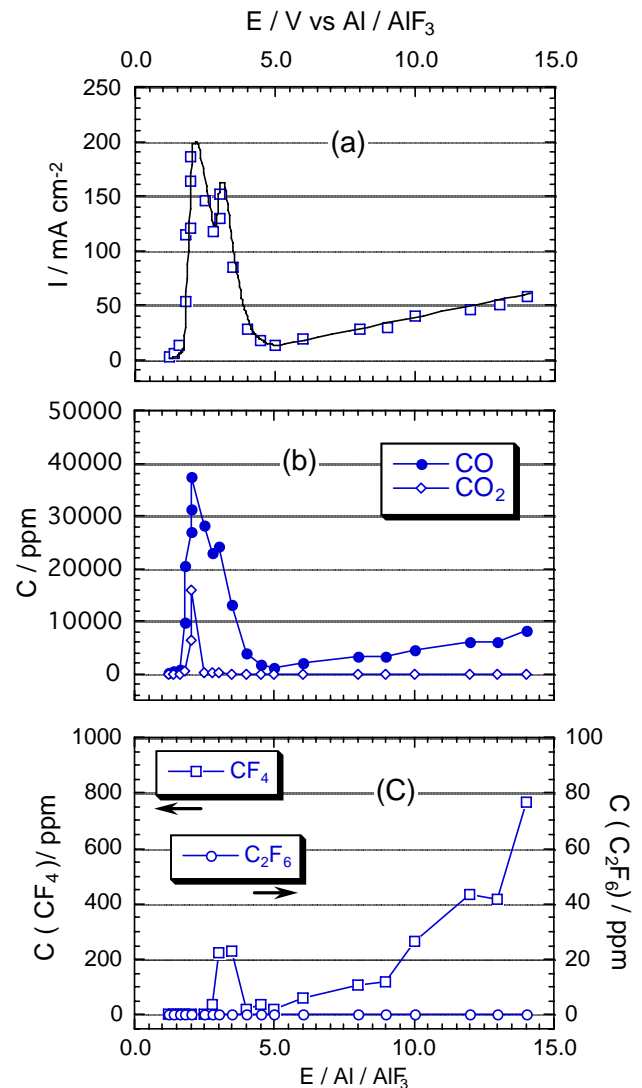 E / V vs Al / AlF3
0.0 5.0 10.0 15.0
250
200
150
100
50
0
I / mA cm-2
(a)
50000
40000
30000
20000
10000
0
C / ppm
(b)
CO
CO2
1000
800
600
400
200
0
C ( CF4)/ ppm
CF4
(C)
C2F6
100
80
60
40
20
0
C ( C2F6) / ppm
0.0 5.0 10.0 15.0
E / Al / AlF3